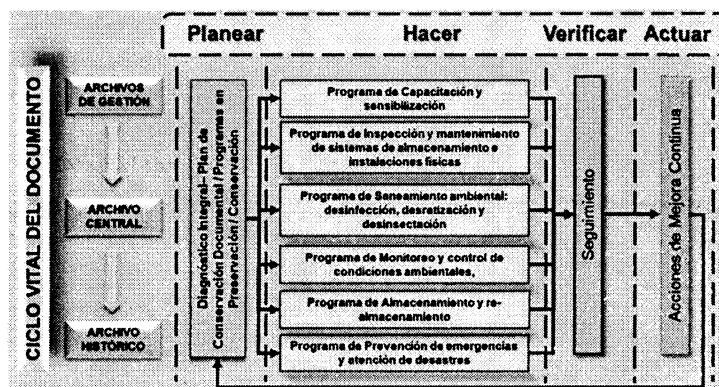 Planear
Hacer
Verificar
Actuar
CICLO VITAL DEL DOCUMENTO
ARCHIVOS
DE GESTIÓN
ARCHIVO
CENTRAL
ARCHIVO
HISTÓRICO
Diagnóstico Integral- Plan de
Conservación Documental / Programas en
Preservación / Conservación
Programa de Capacitación y
sensibilización
Programa de Inspección y mantenimiento
de sistemas de almacenamiento e
instalaciones físicas
Programa de Saneamiento ambiental:
desinfección, desratización y
desinsectación
Programa de Monitoreo y control de
condiciones ambientales,
Programa de Almacenamiento y re-
almacenamiento
Programa de Prevención de emergencias
y atención de desastres
Seguimiento
Acciones de Mejora Continua